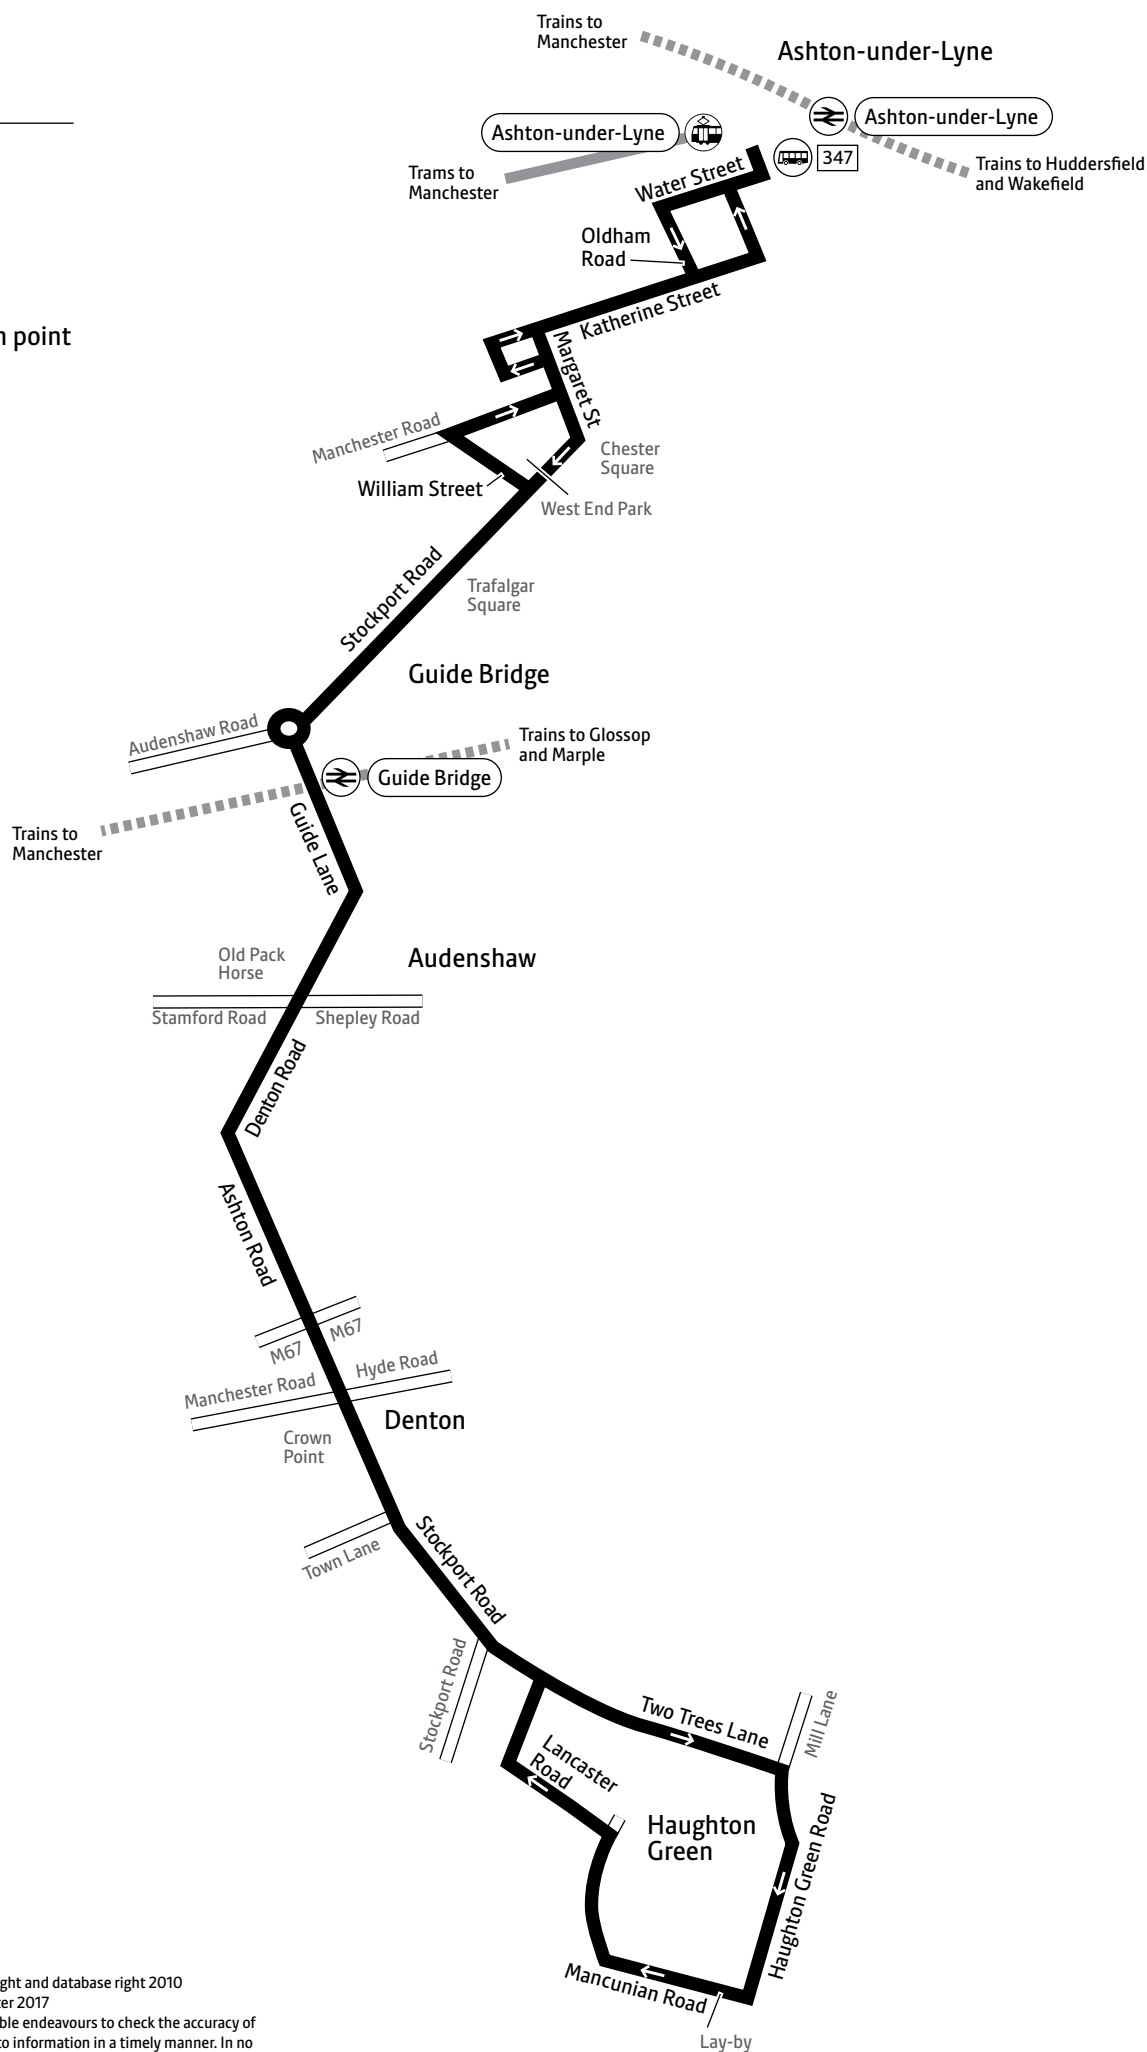 Trains to
Manchester
Ashton-under-Lyne
Ashton-under-Lyne
Ashton-under-Lyne
347
Trams to
Manchester
Trains to Huddersfield
and Wakefield
Water Street
Oldham
Road
Katherine Street
n point
Margaret St
Manchester Road
Chester
Square
William Street
West End Park
Stockport Road
Trafalgar
Square
Guide Bridge
Audenshaw Road
Trains to Glossop
and Marple
Guide Bridge
Trains to
Manchester
Guide Lane
Old Pack
Horse
Audenshaw
Stamford Road
Shepley Road
Denton Road
Ashton Road
M67
M67
Manchester Road
Hyde Road
Denton
Crown
Point
Town Lane
Stockport Road
Stockport Road
Two Trees Lane
Mill Lane
Lancaster
Road
Haughton
Green
Haughton Green Road
Mancunian Road
Lay-by
ght and database right 2010
ter 2017
ble endeavours to check the accuracy of
to information in a timely manner. In no